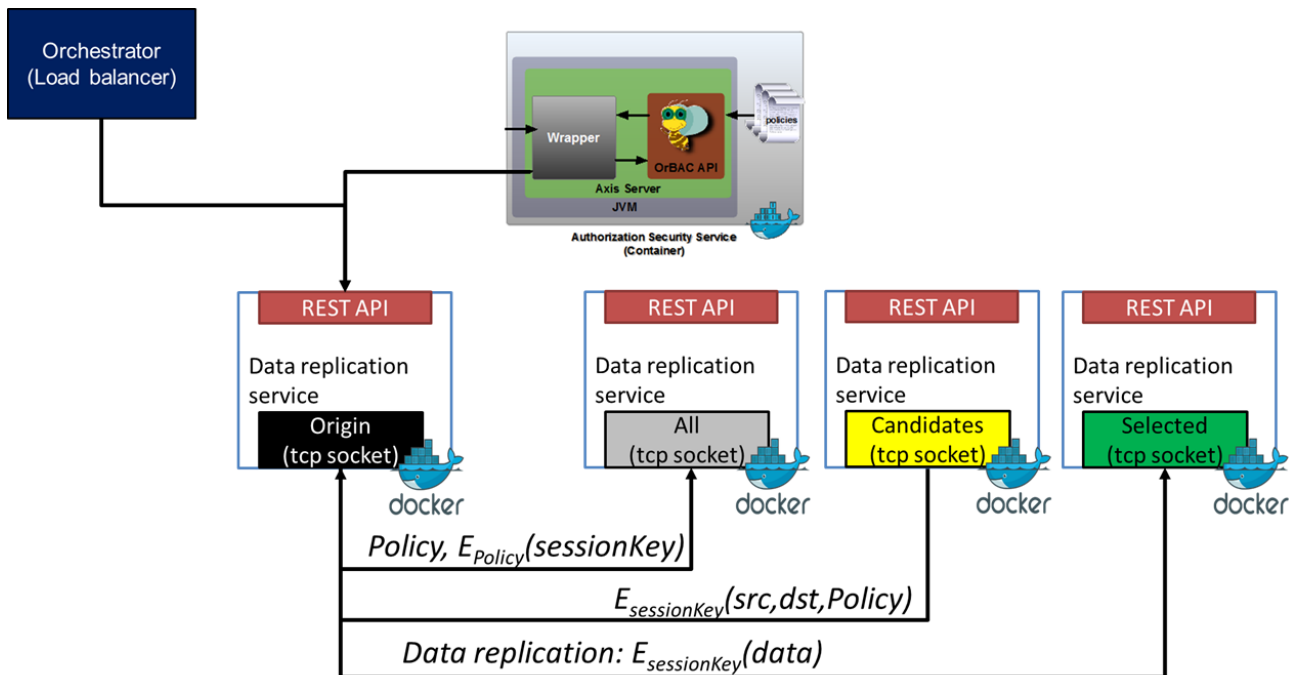 Orchestrator
(Load balancer)
policies
Wrapper
OrBAC API
Axis Server
JVM
Authorization Security Service
(Container)
REST API
Data replication
service
Origin
(tcp socket)
docker
REST API
Data replication
service
All
(tcp socket)
docker
REST API
Data replication
service
Candidates
(tcp socket)
docker
REST API
Data replication
service
Selected
(tcp socket)
docker
Policy, E_Policy(sessionKey)
E_sessionKey(src,dst,Policy)
Data replication: E_sessionKey(data)